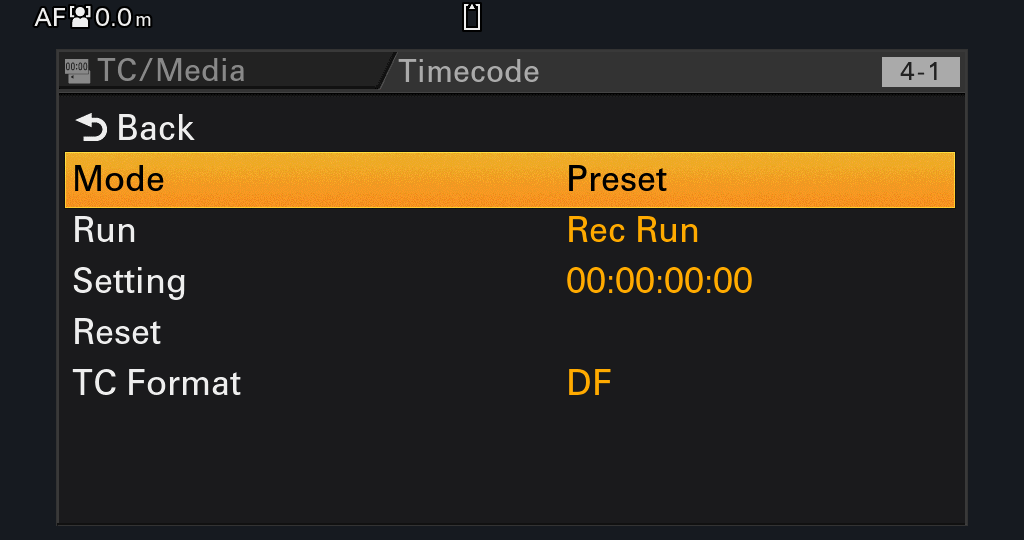 AF 0.0m
00:00 TC/Media Timecode 4-1
Back
Mode Preset
Run Rec Run
Setting 00:00:00:00
Reset
TC Format DF